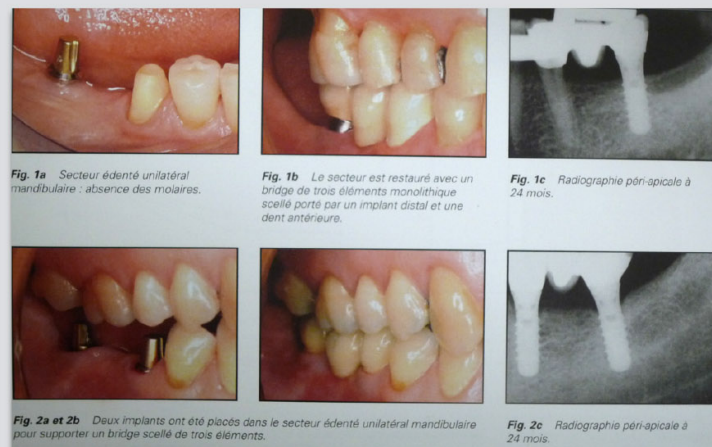 Fig. 1a Secteur édenté unilatéral
mandibulaire : absence des molaires.
Fig. 1b Le secteur est restauré avec un
bridge de trois éléments monolithique
scellé porté par un implant distal et une
dent antérieure.
Fig. 1c Radiographie péri-apicale à
24 mois.
Fig. 2a et 2b Deux implants ont été placés dans le secteur édenté unilatéral mandibulaire
pour supporter un bridge scellé de trois éléments.
Fig. 2c Radiographie péri-apicale à
24 mois.